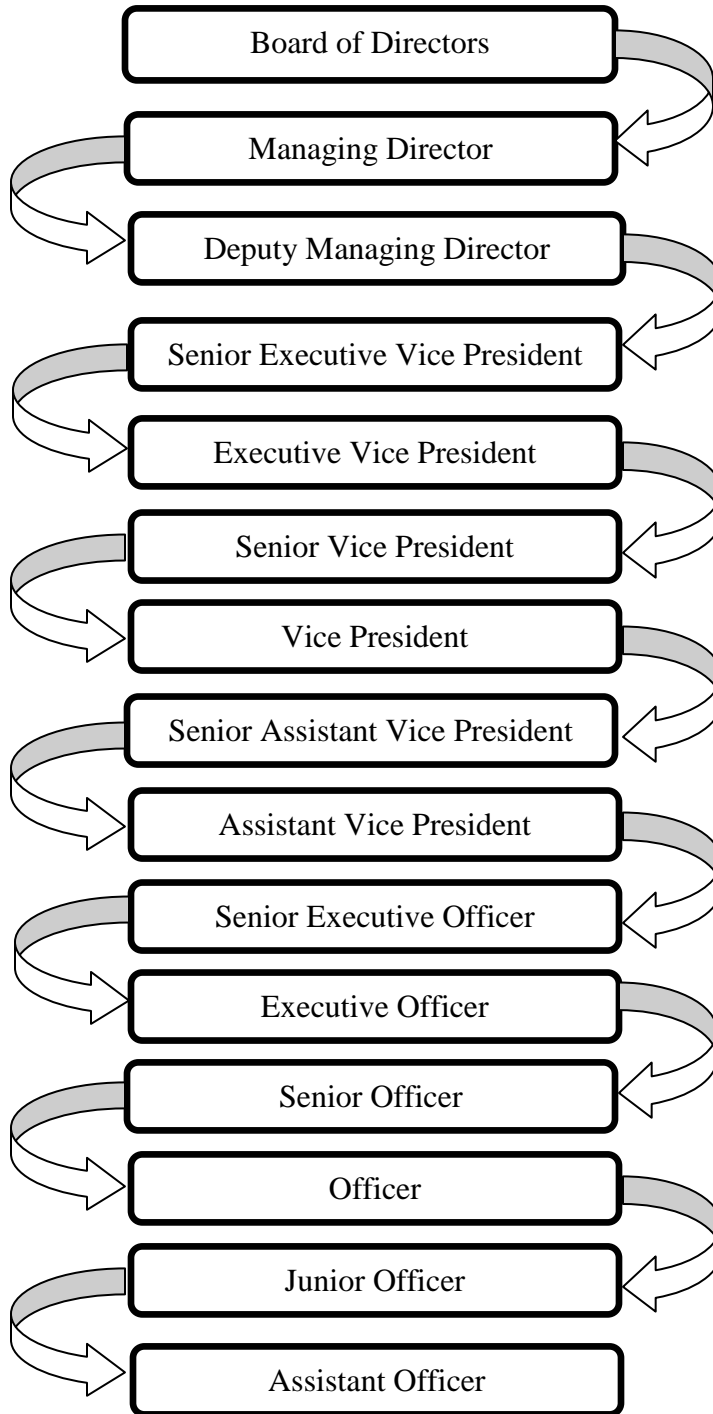 Board of Directors
Managing Director
Deputy Managing Director
Senior Executive Vice President
Executive Vice President
Senior Vice President
Vice President
Senior Assistant Vice President
Assistant Vice President
Senior Executive Officer
Executive Officer
Senior Officer
Officer
Junior Officer
Assistant Officer